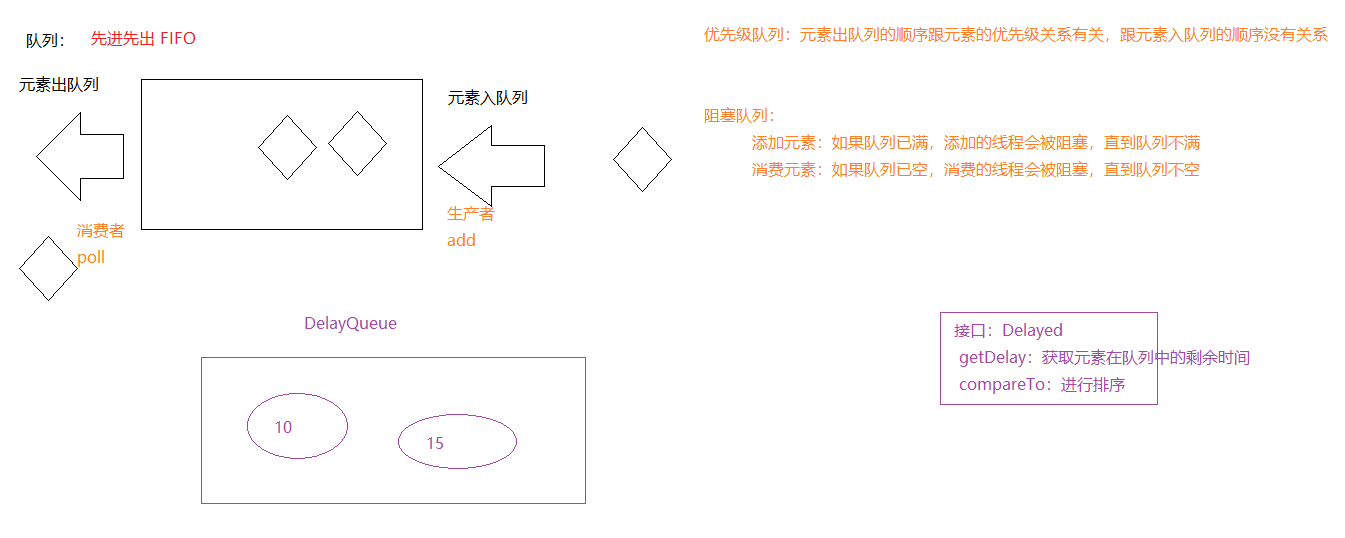 队列： 先进先出 FIFO
优先级队列：元素出队列的顺序跟元素的优先级关系有关，跟元素入队列的顺序没有关系
元素出队列
元素入队列
阻塞队列：
添加元素：如果队列已满，添加的线程会被阻塞，直到队列不满
消费元素：如果队列已空，消费的线程会被阻塞，直到队列不空
生产者
add
消费者
poll
DelayQueue
10
15
接口：Delayed
getDelay：获取元素在队列中的剩余时间
compareTo：进行排序